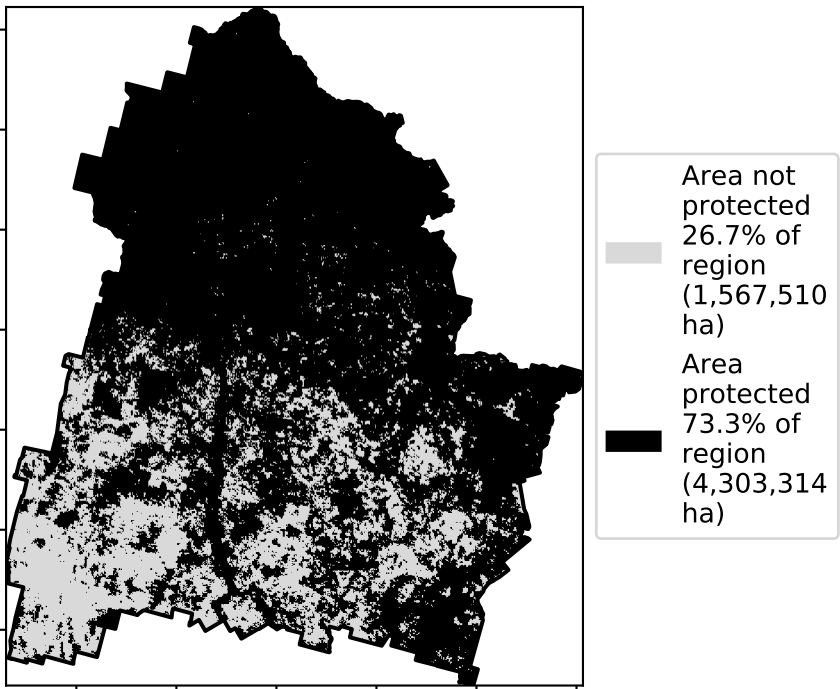 Area not
protected
26.7% of
region
(1,567,510
ha)
Area
protected
73.3% of
region
(4,303,314
ha)